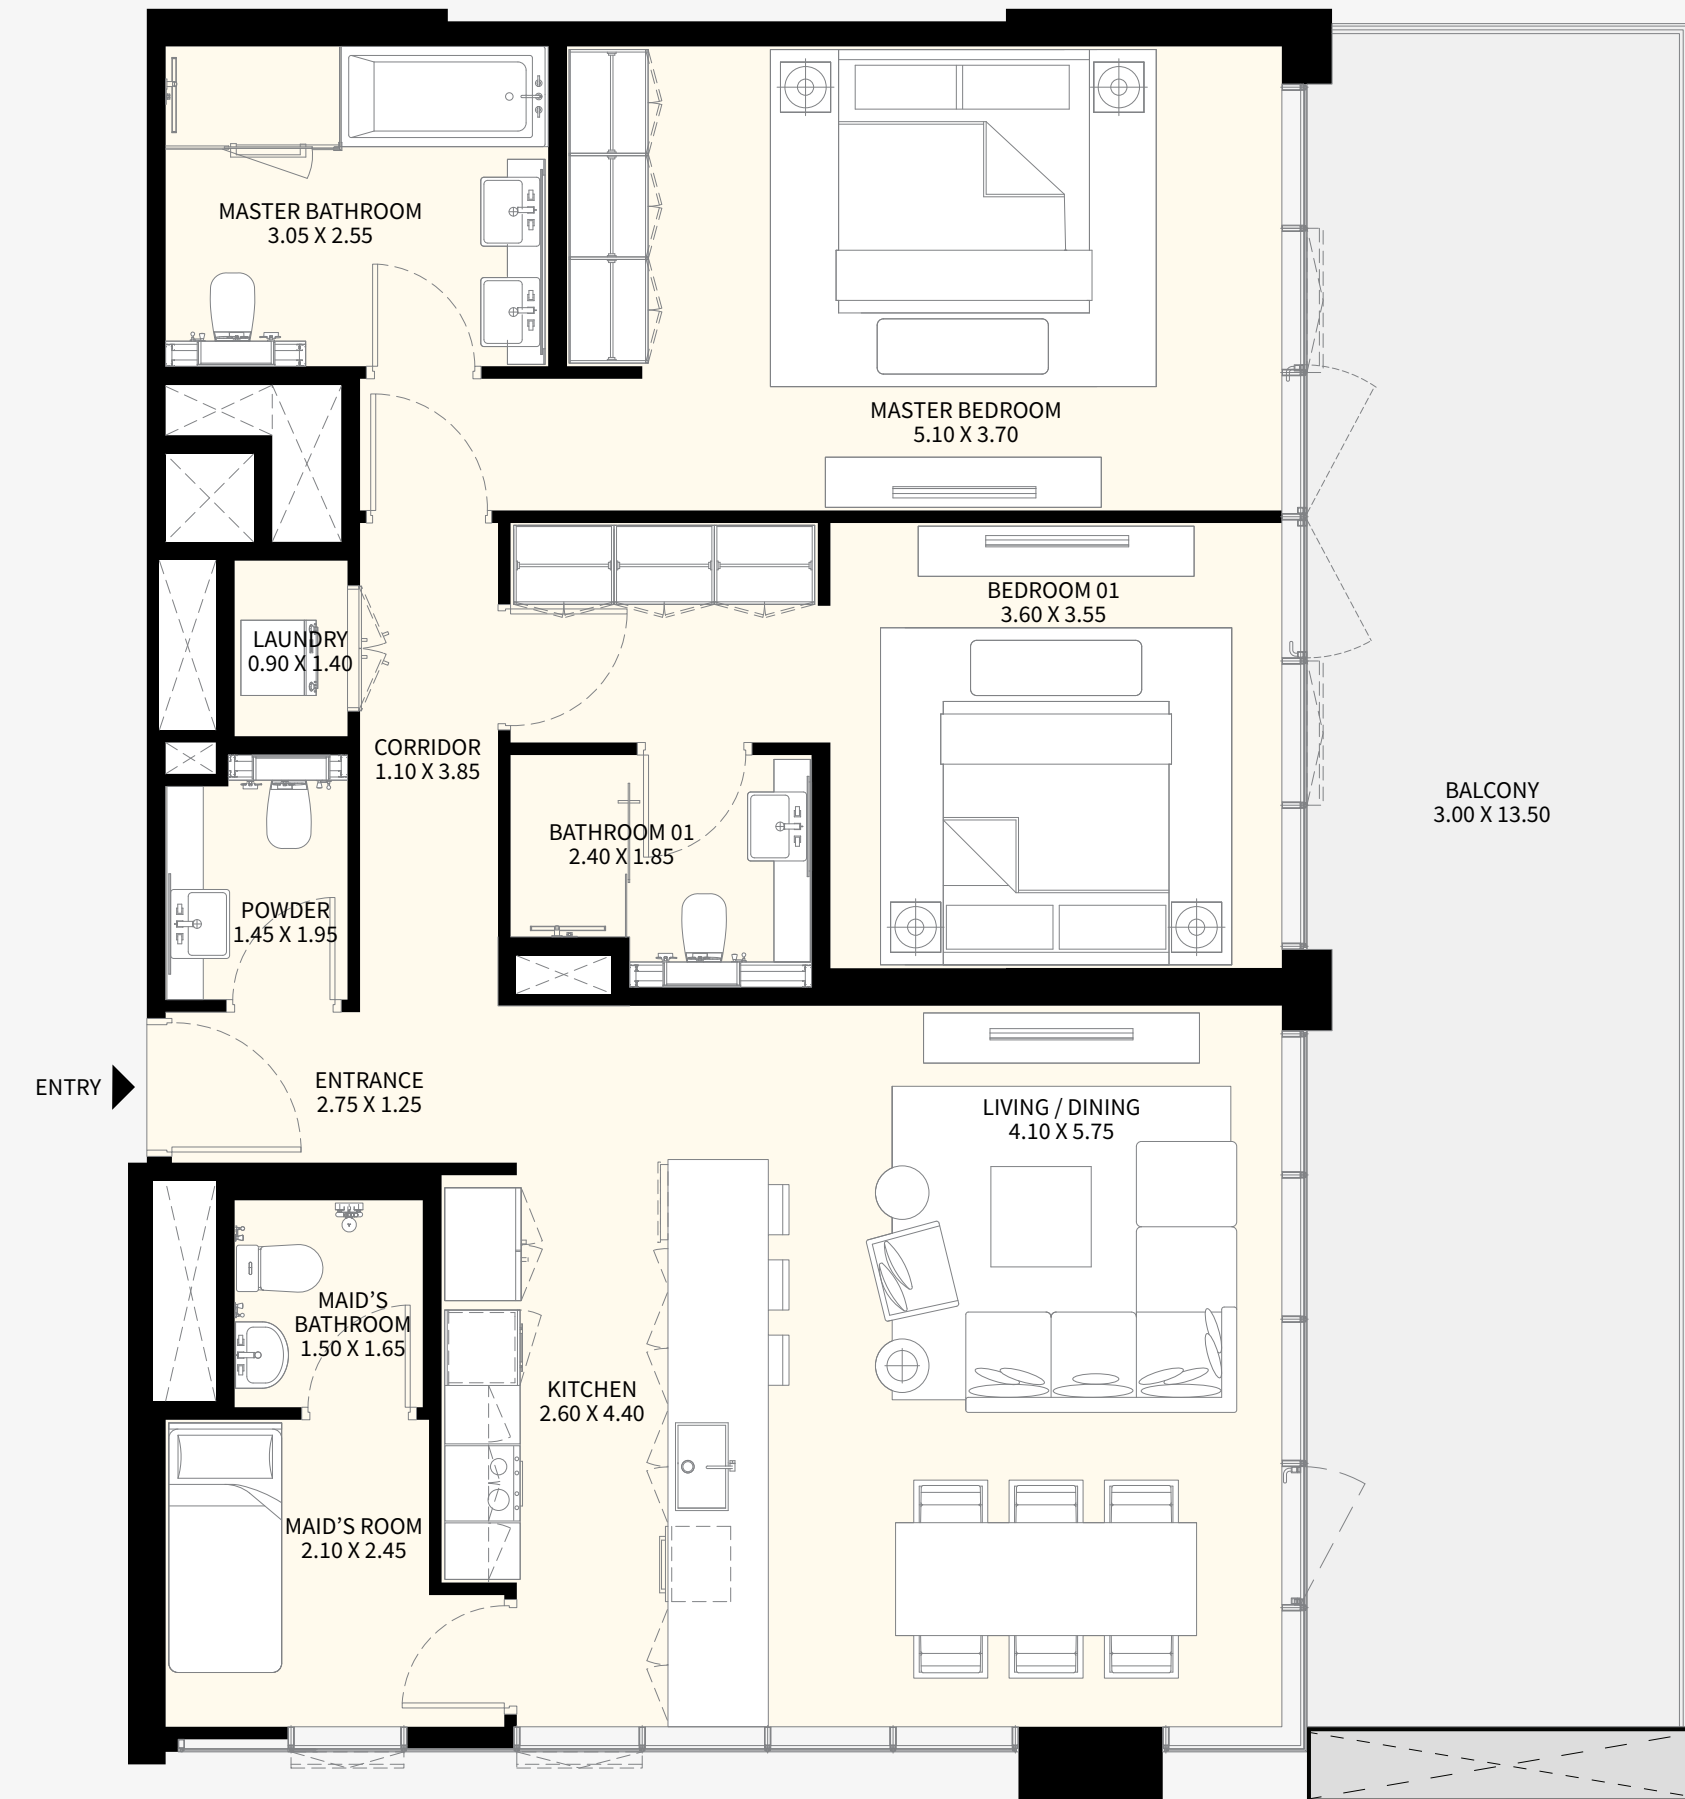 MASTER BATHROOM
3.05 X 2.55
MASTER BEDROOM
5.10 X 3.70
BEDROOM 01
3.60 X 3.55
LAUNDRY
0.90 X 1.40
CORRIDOR
1.10 X 3.85
BALCONY
3.00 X 13.50
BATHROOM 01
2.40 X 1.85
POWDER
1.45 X 1.95
ENTRY
ENTRANCE
2.75 X 1.25
LIVING / DINING
4.10 X 5.75
MAID’S
BATHROOM
1.50 X 1.65
KITCHEN
2.60 X 4.40
MAID’S ROOM
2.10 X 2.45